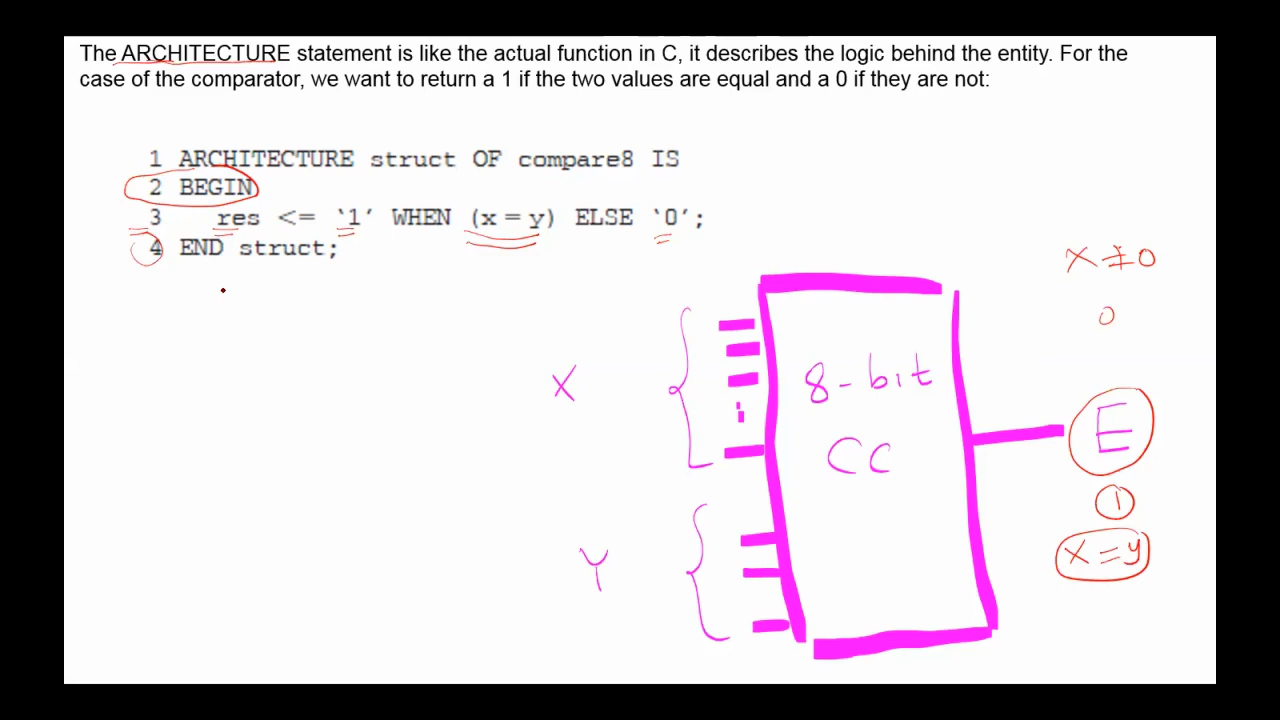 The ARCHITECTURE statement is like the actual function in C, it describes the logic behind the entity. For the
case of the comparator, we want to return a 1 if the two values are equal and a 0 if they are not:
1 ARCHITECTURE struct OF compare8 IS
2 BEGIN
3 res <= ‘1’ WHEN (x = y) ELSE ‘0’;
4 END struct;
X ≠ 0
0
X
8-bit
CC
E
1
Y
X = y